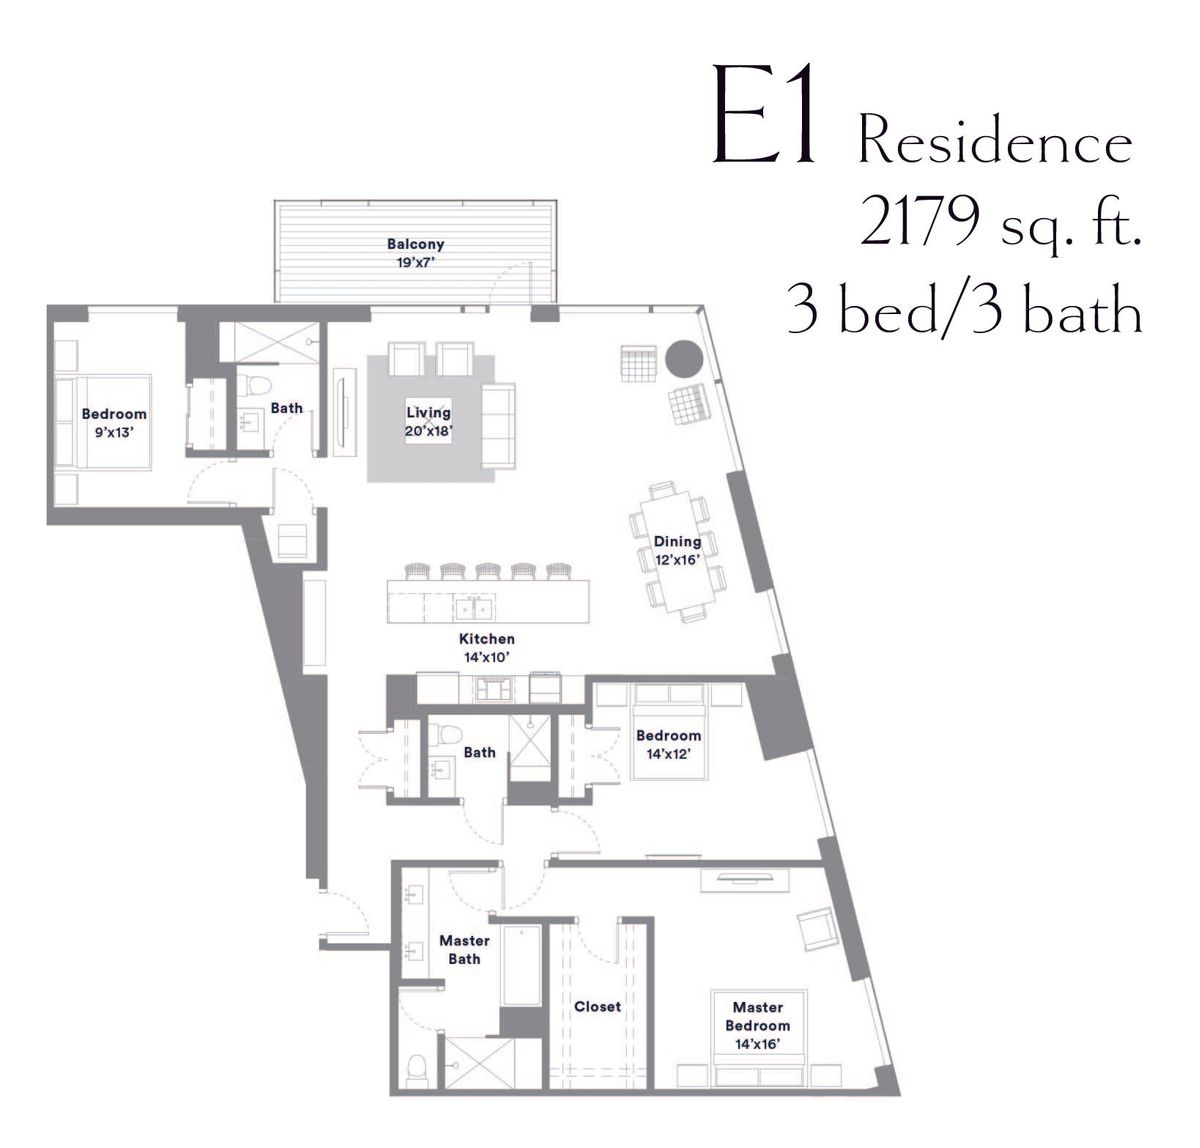 E1 Residence
2179 sq. ft.
3 bed/3 bath
Balcony
19’x7’
Bedroom
9’x13’
Bath
Living
20’x18’
Dining
12’x16’
Kitchen
14’x10’
Bath
Bedroom
14’x12’
Master
Bath
Closet
Master
Bedroom
14’x16’